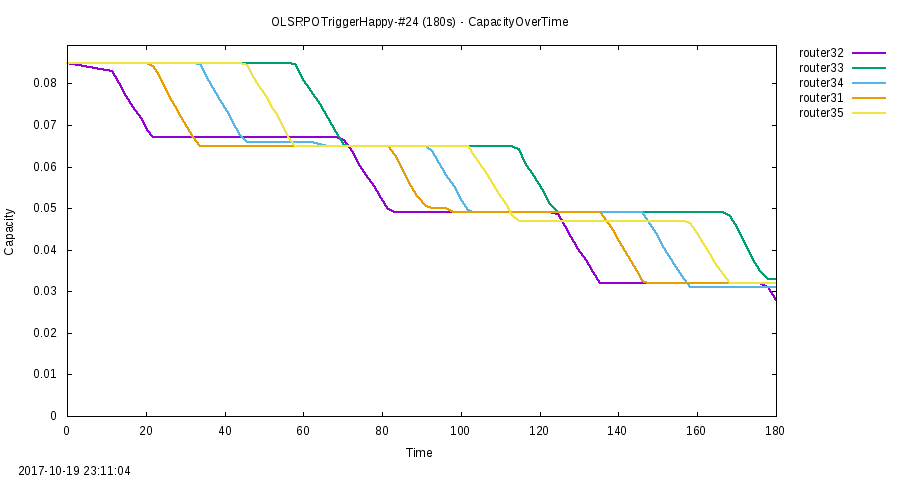 OLSRPOTriggerHappy-#24 (180s) - CapacityOverTime
router32
router33
router34
router31
router35
0.08
0.07
0.06
0.05
0.04
0.03
0.02
0.01
0
Capacity
0 20 40 60 80 100 120 140 160 180
Time
2017-10-19 23:11:04